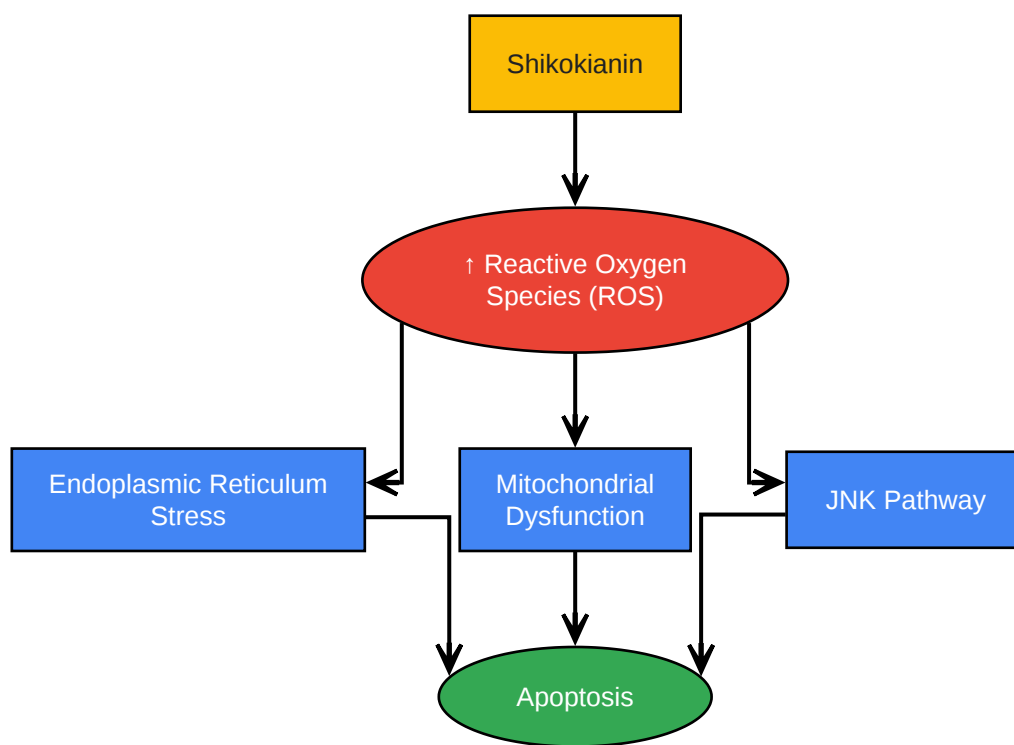 Shikokianin
↑ Reactive Oxygen
Species (ROS)
Endoplasmic Reticulum
Stress
Mitochondrial
Dysfunction
JNK Pathway
Apoptosis